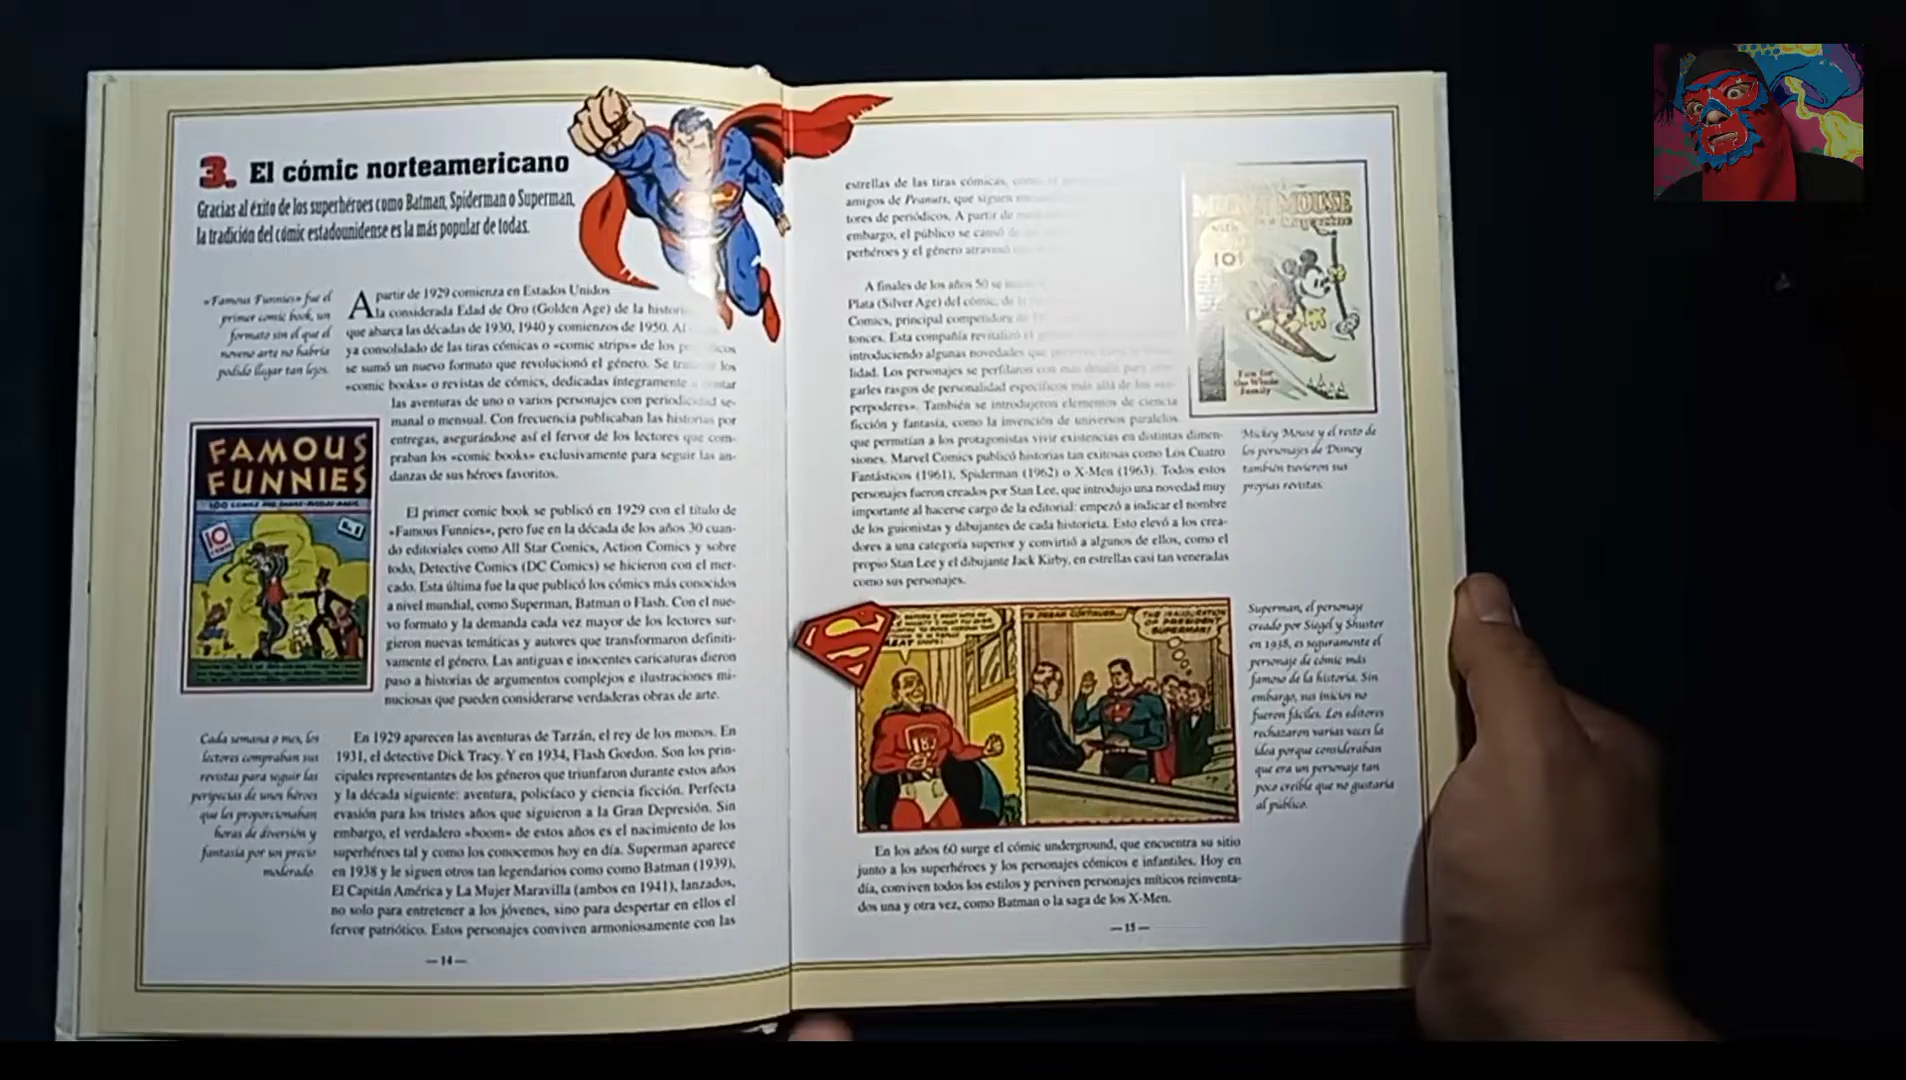 3. El cómic norteamericano
Gracias al éxito de los superhéroes como Batman, Spiderman o Superman,
la tradición del cómic estadounidense es la más popular de todas.
«Famous Funnies» fue el
primer comic book, un
formato sin el que el
noveno arte no habría
podido llegar tan lejos.
A partir de 1929 comienza en Estados Unidos
la considerada Edad de Oro (Golden Age) de la
que abarca las décadas de 1930, 1940 y comienzos de 1950. Al
ya consolidado de las tiras cómicas o «comic strips» de los
se sumó un nuevo formato que revolucionó el género. Se los
«comic books» o revistas de cómics, dedicadas íntegramente a
las aventuras de uno o varios personajes con periodicidad se-
manal o mensual. Con frecuencia publicaban las historias por
entregas, asegurándose así el fervor de los lectores que com-
praban los «comic books» exclusivamente para seguir las an-
danzas de sus héroes favoritos.
FAMOUS
FUNNIES
10
El primer comic book se publicó en 1929 con el título de
«Famous Funnies», pero fue en la década de los años 30 cuan-
do editoriales como All Star Comics, Action Comics y sobre
todo, Detective Comics (DC Comics) se hicieron con el mer-
cado. Esta última fue la que publicó los cómics más conocidos
a nivel mundial, como Superman, Batman o Flash. Con el nue-
vo formato y la demanda cada vez mayor de los lectores sur-
gieron nuevas temáticas y autores que transformaron definiti-
vamente el género. Las antiguas e inocentes caricaturas dieron
paso a historias de argumentos complejos e ilustraciones mi-
nuciosas que pueden considerarse verdaderas obras de arte.
Cada semana o mes, los
lectores compraban sus
revistas para seguir las
peripecias de unos héroes
que les proporcionaban
horas de diversión y
fantasía por un precio
moderado.
En 1929 aparecen las aventuras de Tarzán, el rey de los monos. En
1931, el detective Dick Tracy. Y en 1934, Flash Gordon. Son los prin-
cipales representantes de los géneros que triunfaron durante estos años
y la década siguiente: aventura, policíaco y ciencia ficción. Perfecta
evasión para los tristes años que siguieron a la Gran Depresión. Sin
embargo, el verdadero «boom» de estos años es el nacimiento de los
superhéroes tal y como los conocemos hoy en día. Superman aparece
en 1938 y le siguen otros tan legendarios como como Batman (1939),
El Capitán América y La Mujer Maravilla (ambos en 1941), lanzados,
no solo para entretener a los jóvenes, sino para despertar en ellos el
fervor patriótico. Estos personajes conviven armoniosamente con las
—14—
estrellas de las tiras cómicas,
amigos de Peanuts, que siguen
tores de periódicos. A partir de
embargo, el público se cansó de
perhéroes y el género atravesó
A finales de los años 50 se
Plata (Silver Age) del cómic, de la
Comics, principal competidora de
tonces. Esta compañía revitalizó el
introduciendo algunas novedades que
lidad. Los personajes se perfilaron con más detalle para
garles rasgos de personalidad específicos más allá de los «su-
perpoderes». También se introdujeron elementos de ciencia
ficción y fantasía, como la invención de universos paralelos
que permitían a los protagonistas vivir existencias en distintas dimen-
siones. Marvel Comics publicó historias tan exitosas como Los Cuatro
Fantásticos (1961), Spiderman (1962) o X-Men (1963). Todos estos
personajes fueron creados por Stan Lee, que introdujo una novedad muy
importante al hacerse cargo de la editorial: empezó a indicar el nombre
de los guionistas y dibujantes de cada historieta. Esto elevó a los crea-
dores a una categoría superior y convirtió a algunos de ellos, como el
propio Stan Lee y el dibujante Jack Kirby, en estrellas casi tan veneradas
como sus personajes.
MICKEY MOUSE
Magazine
10¢
Fun for
the Whole
Family
Mickey Mouse y el resto de
los personajes de Disney
también tuvieron sus
propias revistas.
THE INAUGURATION
OF PRESIDENT
SUPERMAN!
Superman, el personaje
creado por Siegel y Shuster
en 1938, es seguramente el
personaje de cómic más
famoso de la historia. Sin
embargo, sus inicios no
fueron fáciles. Los editores
rechazaron varias veces la
idea porque consideraban
que era un personaje tan
poco creíble que no gustaría
al público.
En los años 60 surge el cómic underground, que encuentra su sitio
junto a los superhéroes y los personajes cómicos e infantiles. Hoy en
día, conviven todos los estilos y perviven personajes míticos reinventa-
dos una y otra vez, como Batman o la saga de los X-Men.
—15—